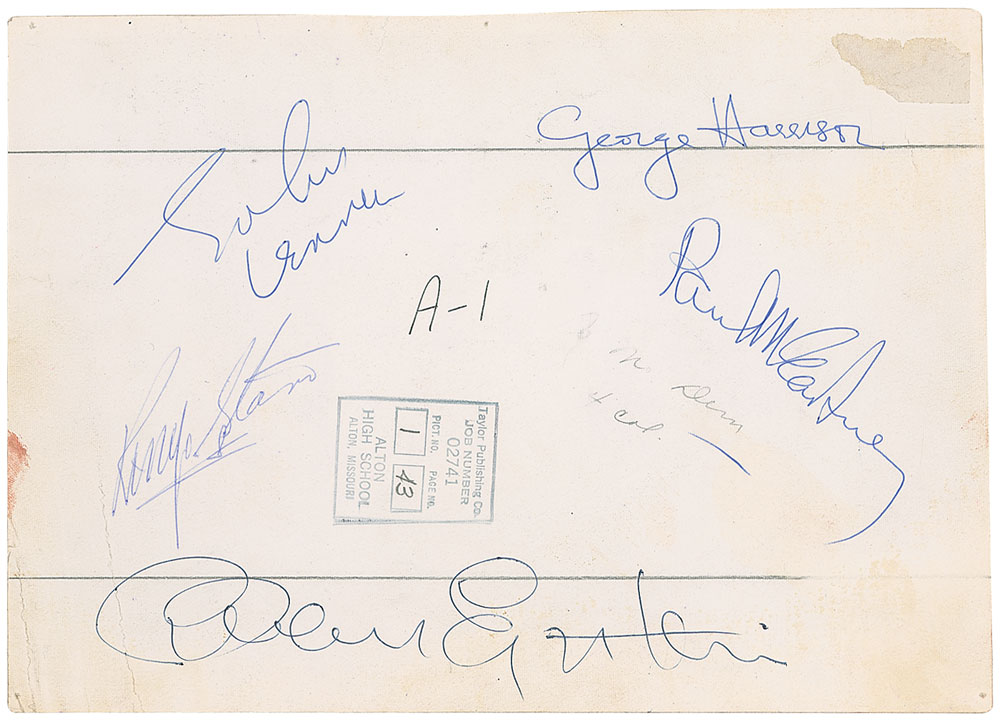 George Harrison
John
Lennon
Paul McCartney
A-1
+ col.
Ringo Starr
Taylor Publishing Co.
JOB NUMBER
02741
PICT. NO. PAGE NO.
1 43
ALTON
HIGH SCHOOL
ALTON, MISSOURI
Brian Epstein